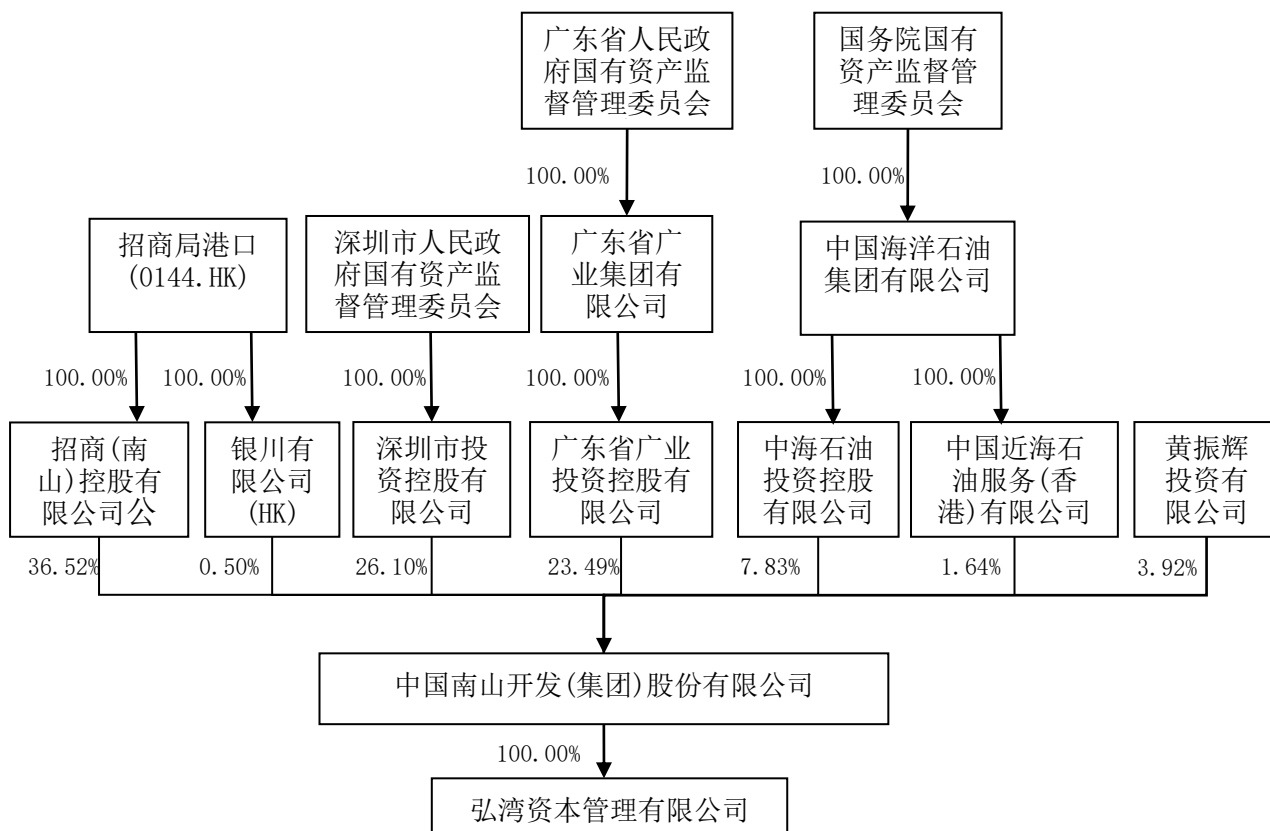 广东省人民政
府国有资产监
督管理委员会
国务院国有
资产监督管
理委员会
100.00%
100.00%
招商局港口
(0144.HK)
深圳市人民政
府国有资产监
督管理委员会
广东省广
业集团有
限公司
中国海洋石油
集团有限公司
100.00%
100.00%
100.00%
100.00%
100.00%
100.00%
招商(南
山)控股有
限公司公
银川有
限公司
(HK)
深圳市投
资控股有
限公司
广东省广业
投资控股有
限公司
中海石油
投资控股
有限公司
中国近海石
油服务(香
港)有限公司
黄振辉
投资有
限公司
36.52%
0.50%
26.10%
23.49%
7.83%
1.64%
3.92%
中国南山开发(集团)股份有限公司
100.00%
弘湾资本管理有限公司